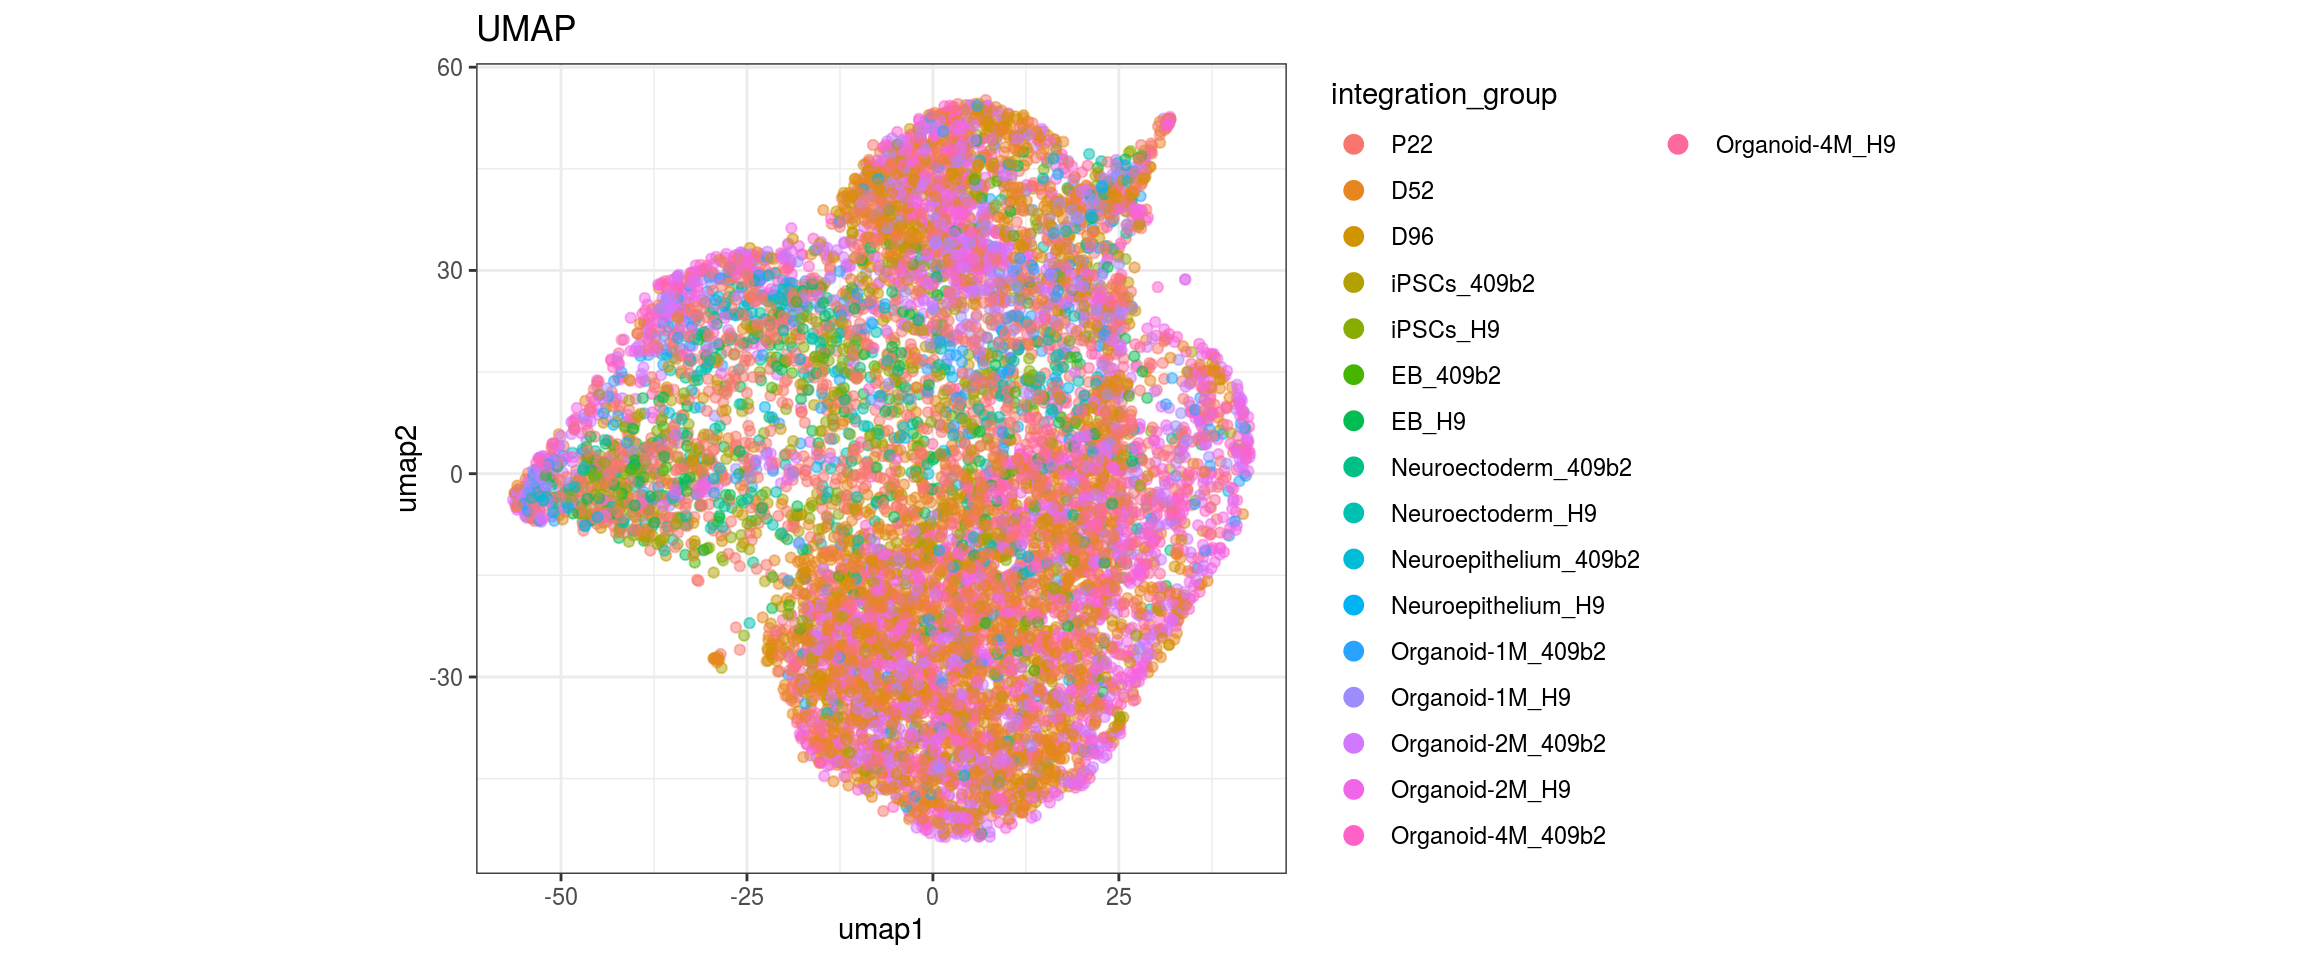 UMAP
60
30
0
-30
umap2
-50
-25
0
25
umap1
integration_group
P22
D52
D96
iPSCs_409b2
iPSCs_H9
EB_409b2
EB_H9
Neuroectoderm_409b2
Neuroectoderm_H9
Neuroepithelium_409b2
Neuroepithelium_H9
Organoid-1M_409b2
Organoid-1M_H9
Organoid-2M_409b2
Organoid-2M_H9
Organoid-4M_409b2
Organoid-4M_H9